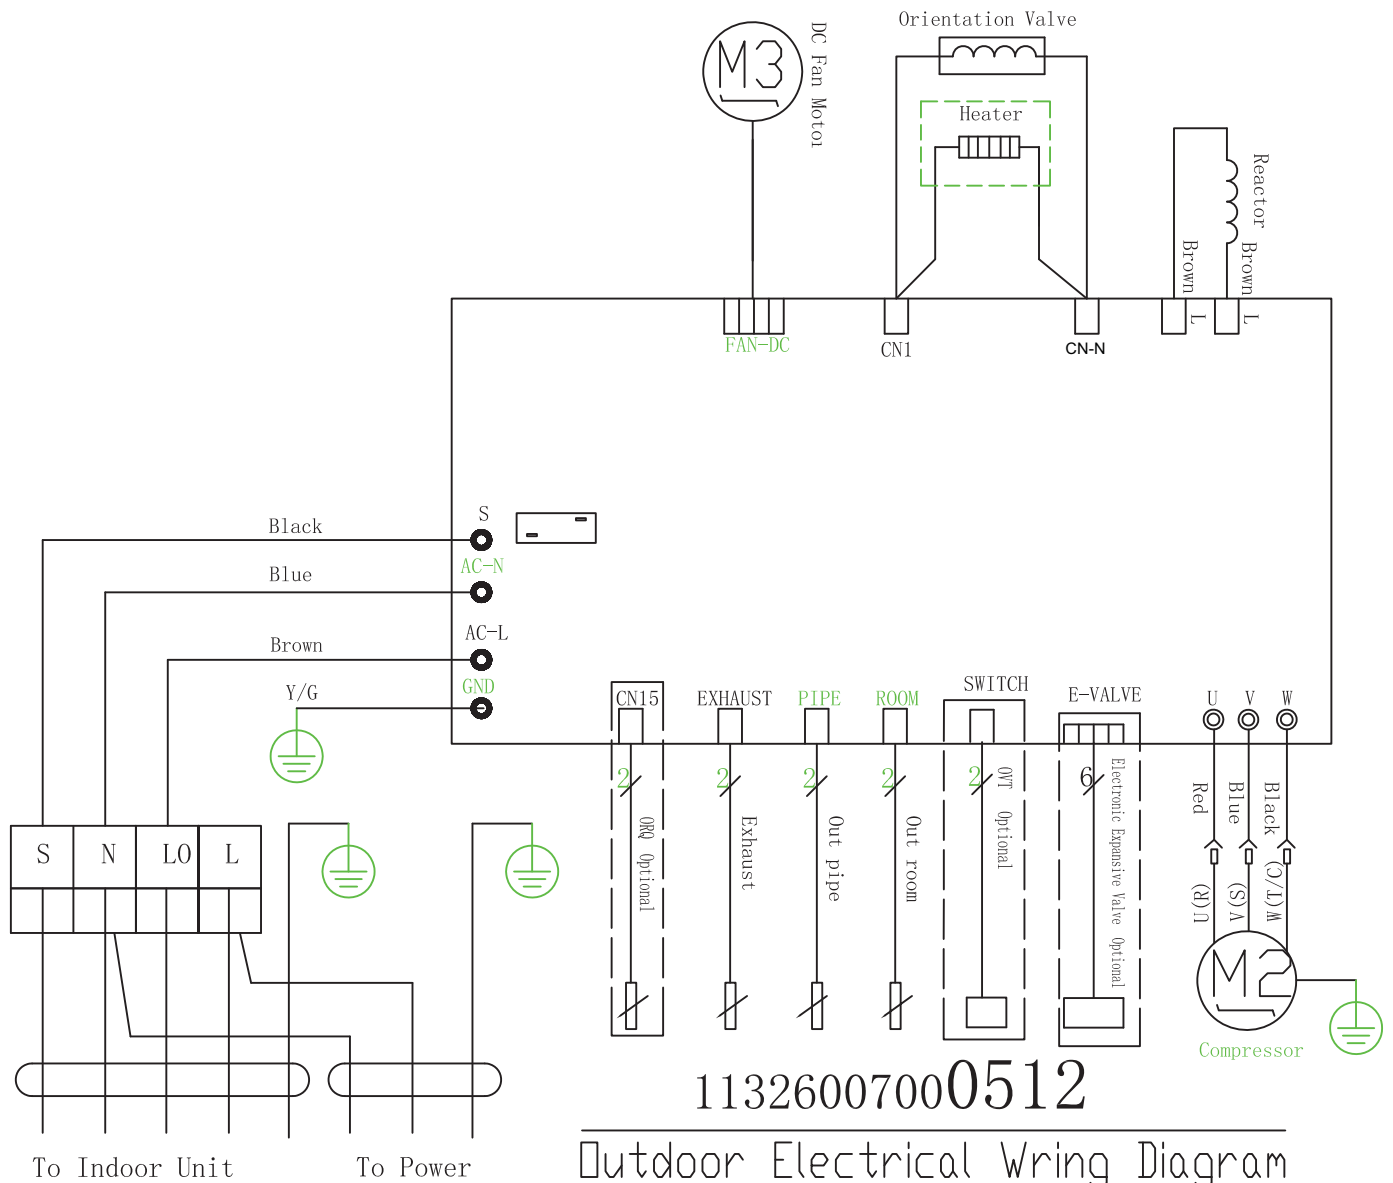 Orientation Valve
M3
DC Fan Motor
Heater
Reactor
Brown
Brown
L
L
FAN-DC
CN1
CN-N
S
Black
AC-N
Blue
AC-L
Brown
GND
Y/G
CN15
EXHAUST
PIPE
ROOM
SWITCH
E-VALVE
U
V
W
2
2
2
2
2
6
ORQ Optional
Exhaust
Out pipe
Out room
OVT Optional
Electronic Expansive Valve Optional
Red
Blue
Black
U(R)
V(S)
W(T/C)
S
N
LO
L
M2
Compressor
11326007000512
To Indoor Unit
To Power
Outdoor Electrical Wring Diagram